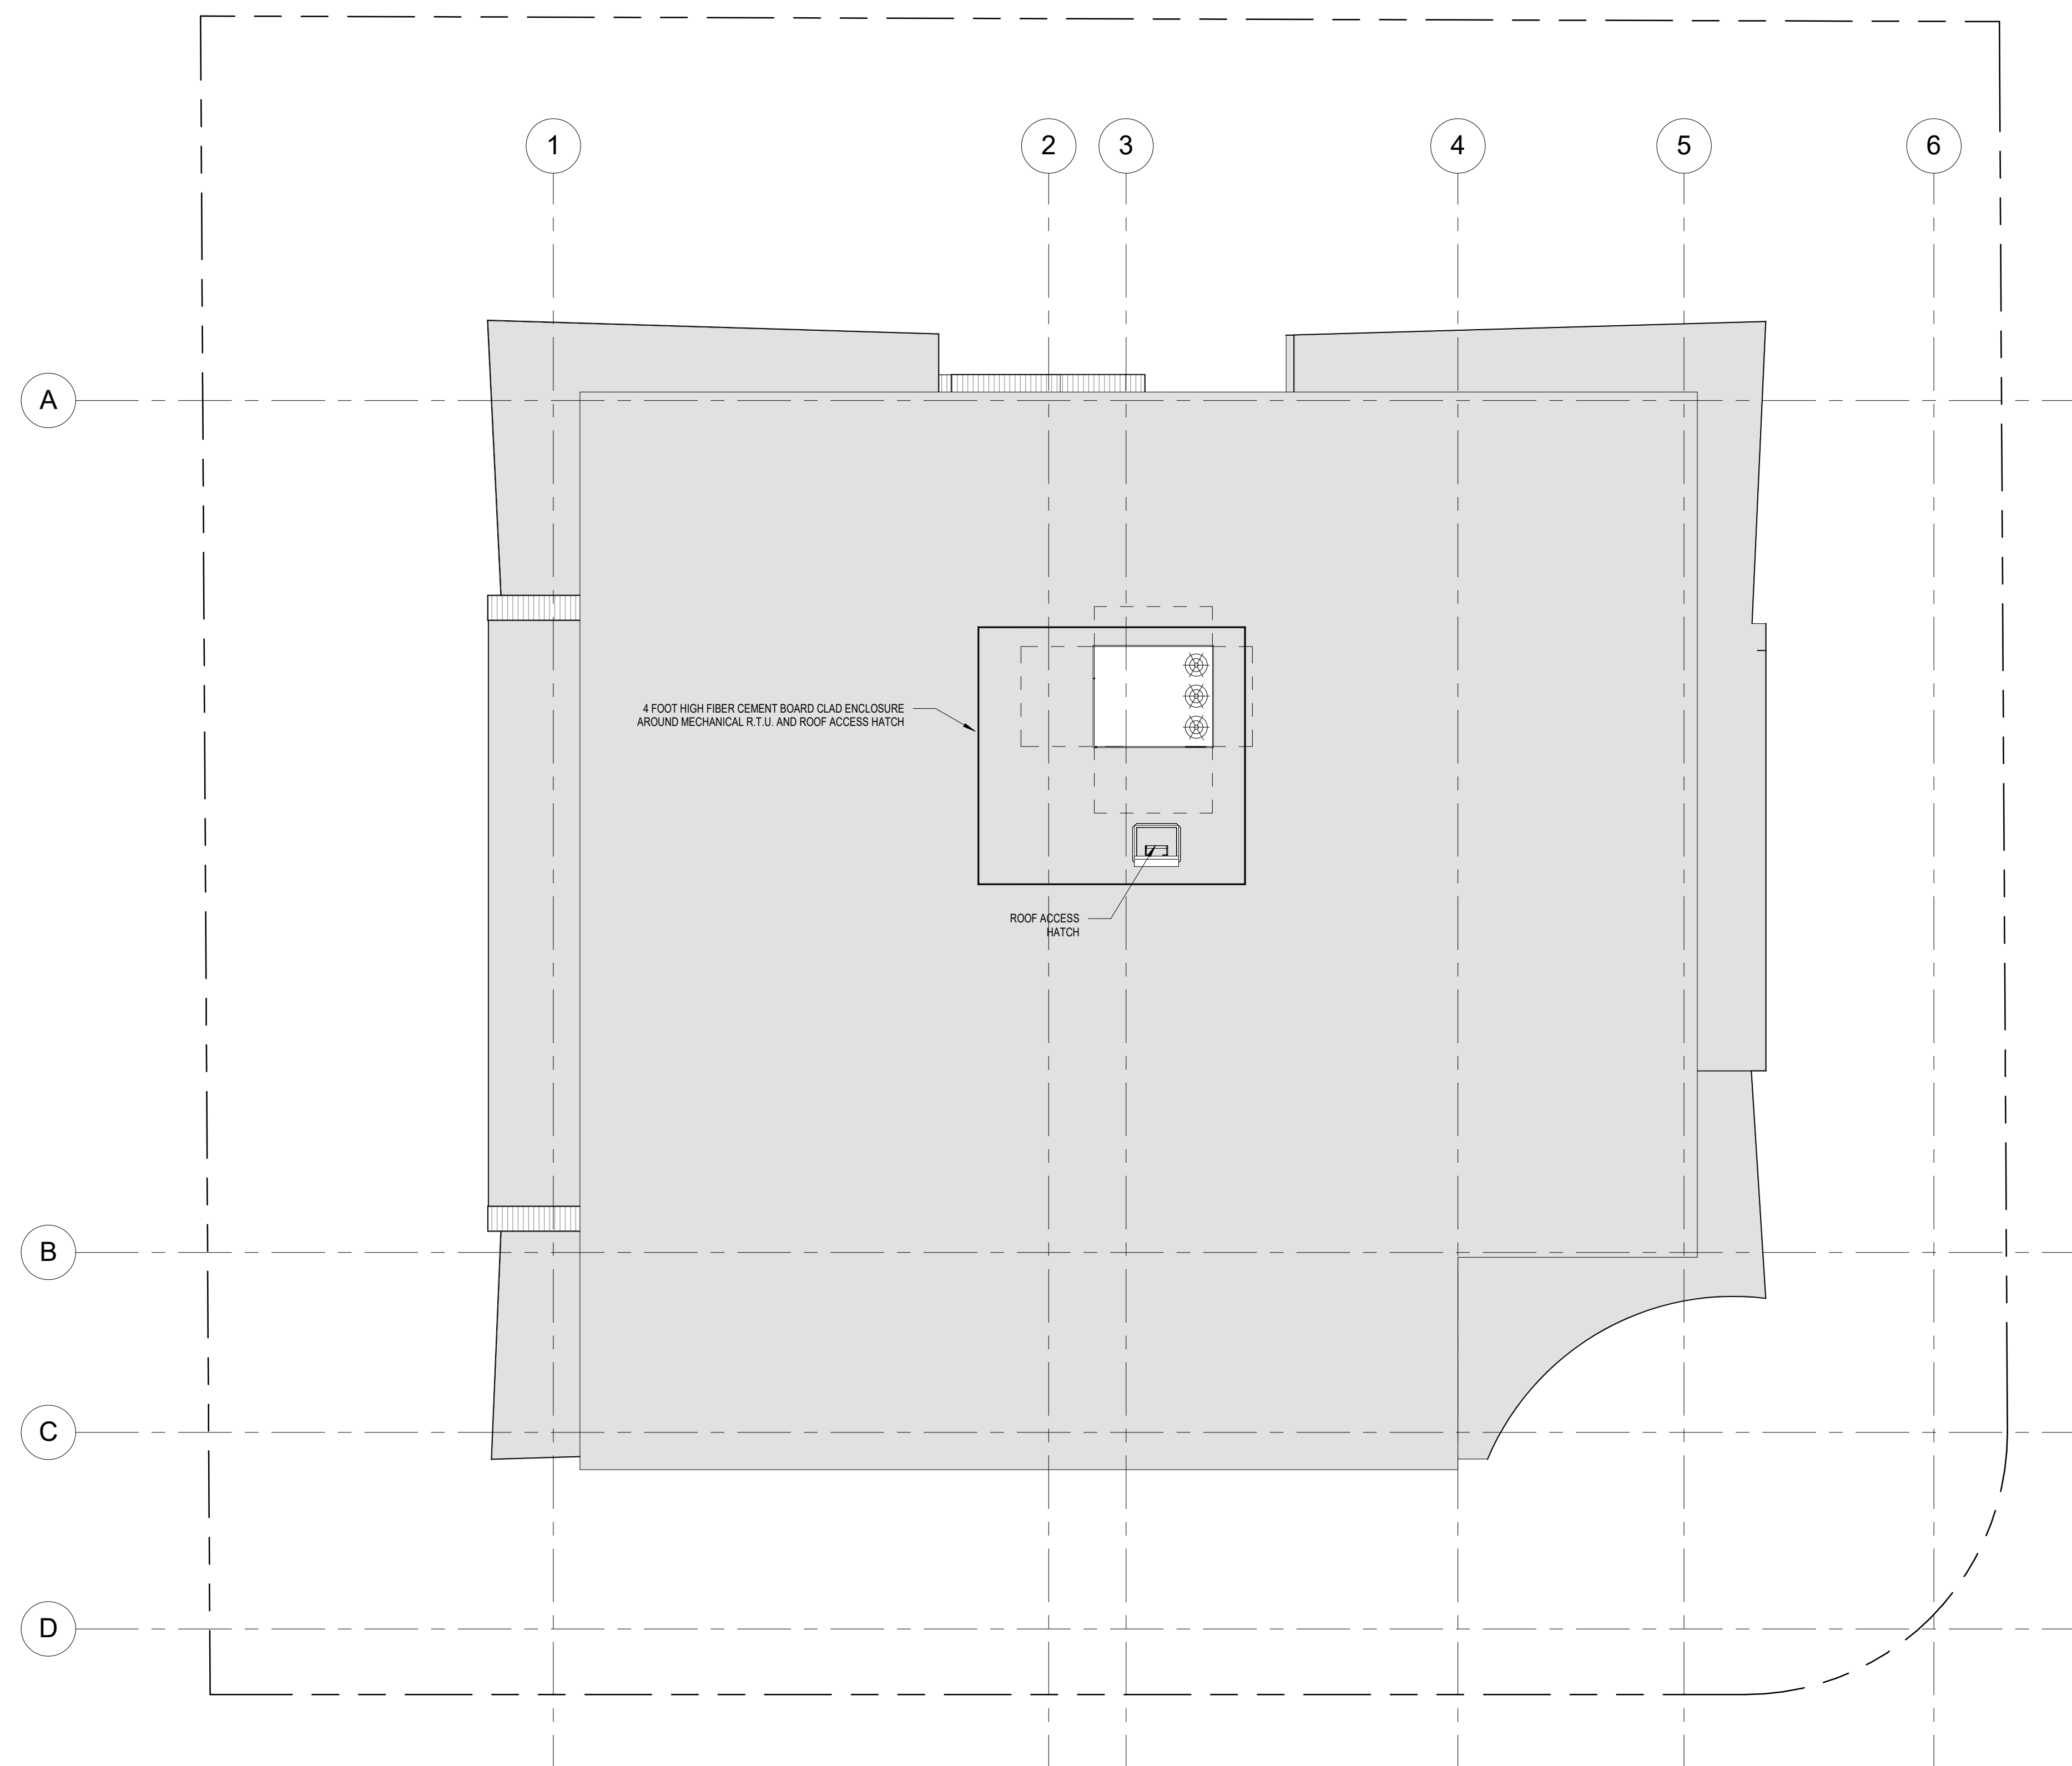 1
2
3
4
5
6
A
4 FOOT HIGH FIBER CEMENT BOARD CLAD ENCLOSURE
AROUND MECHANICAL R.T.U. AND ROOF ACCESS HATCH
ROOF ACCESS
HATCH
B
C
D